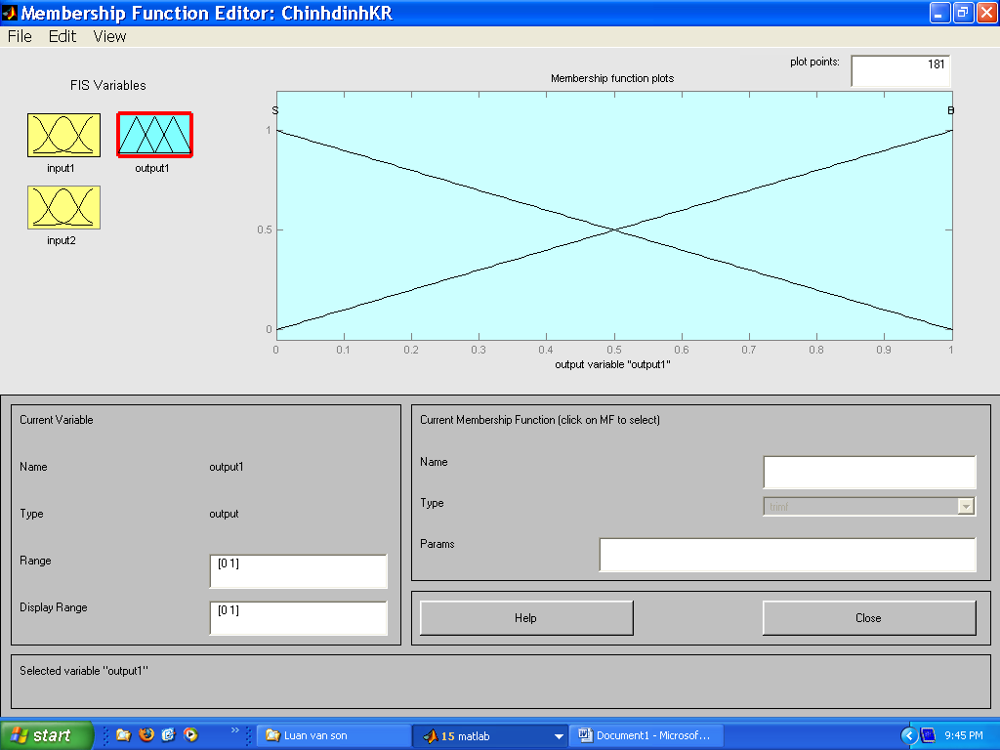 Membership Function Editor: ChinhdinhKR
File Edit View
FIS Variables
input1
output1
input2
plot points:
181
Membership function plots
S
B
1
0.5
0
0 0.1 0.2 0.3 0.4 0.5 0.6 0.7 0.8 0.9 1
output variable "output1"
Current Variable
Name output1
Type output
Range [0 1]
Display Range [0 1]
Current Membership Function (click on MF to select)
Name
Type trimf
Params
Help Close
Selected variable "output1"
start » Luan van son 15 matlab Document1 - Microsof... 9:45 PM